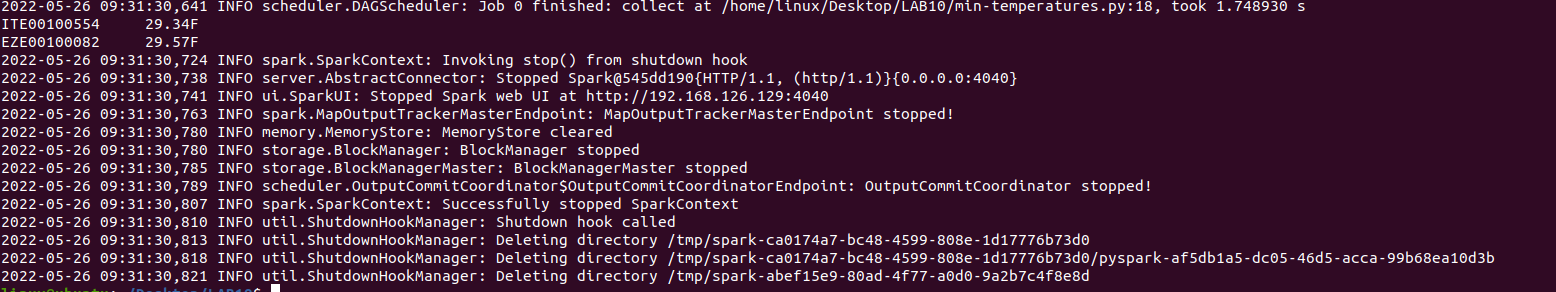 2022-05-26 09:31:30,641 INFO scheduler.DAGScheduler: Job 0 finished: collect at /home/linux/Desktop/LAB10/min-temperatures.py:18, took 1.748930 s
ITE00100554     29.34F
EZE00100082     29.57F
2022-05-26 09:31:30,724 INFO spark.SparkContext: Invoking stop() from shutdown hook
2022-05-26 09:31:30,738 INFO server.AbstractConnector: Stopped Spark@545dd190{HTTP/1.1, (http/1.1)}{0.0.0.0:4040}
2022-05-26 09:31:30,741 INFO ui.SparkUI: Stopped Spark web UI at http://192.168.126.129:4040
2022-05-26 09:31:30,763 INFO spark.MapOutputTrackerMasterEndpoint: MapOutputTrackerMasterEndpoint stopped!
2022-05-26 09:31:30,780 INFO memory.MemoryStore: MemoryStore cleared
2022-05-26 09:31:30,780 INFO storage.BlockManager: BlockManager stopped
2022-05-26 09:31:30,785 INFO storage.BlockManagerMaster: BlockManagerMaster stopped
2022-05-26 09:31:30,789 INFO scheduler.OutputCommitCoordinator$OutputCommitCoordinatorEndpoint: OutputCommitCoordinator stopped!
2022-05-26 09:31:30,807 INFO spark.SparkContext: Successfully stopped SparkContext
2022-05-26 09:31:30,810 INFO util.ShutdownHookManager: Shutdown hook called
2022-05-26 09:31:30,813 INFO util.ShutdownHookManager: Deleting directory /tmp/spark-ca0174a7-bc48-4599-808e-1d17776b73d0
2022-05-26 09:31:30,818 INFO util.ShutdownHookManager: Deleting directory /tmp/spark-ca0174a7-bc48-4599-808e-1d17776b73d0/pyspark-af5db1a5-dc05-46d5-acca-99b68ea10d3b
2022-05-26 09:31:30,821 INFO util.ShutdownHookManager: Deleting directory /tmp/spark-abef15e9-80ad-4f77-a0d0-9a2b7c4f8e8d